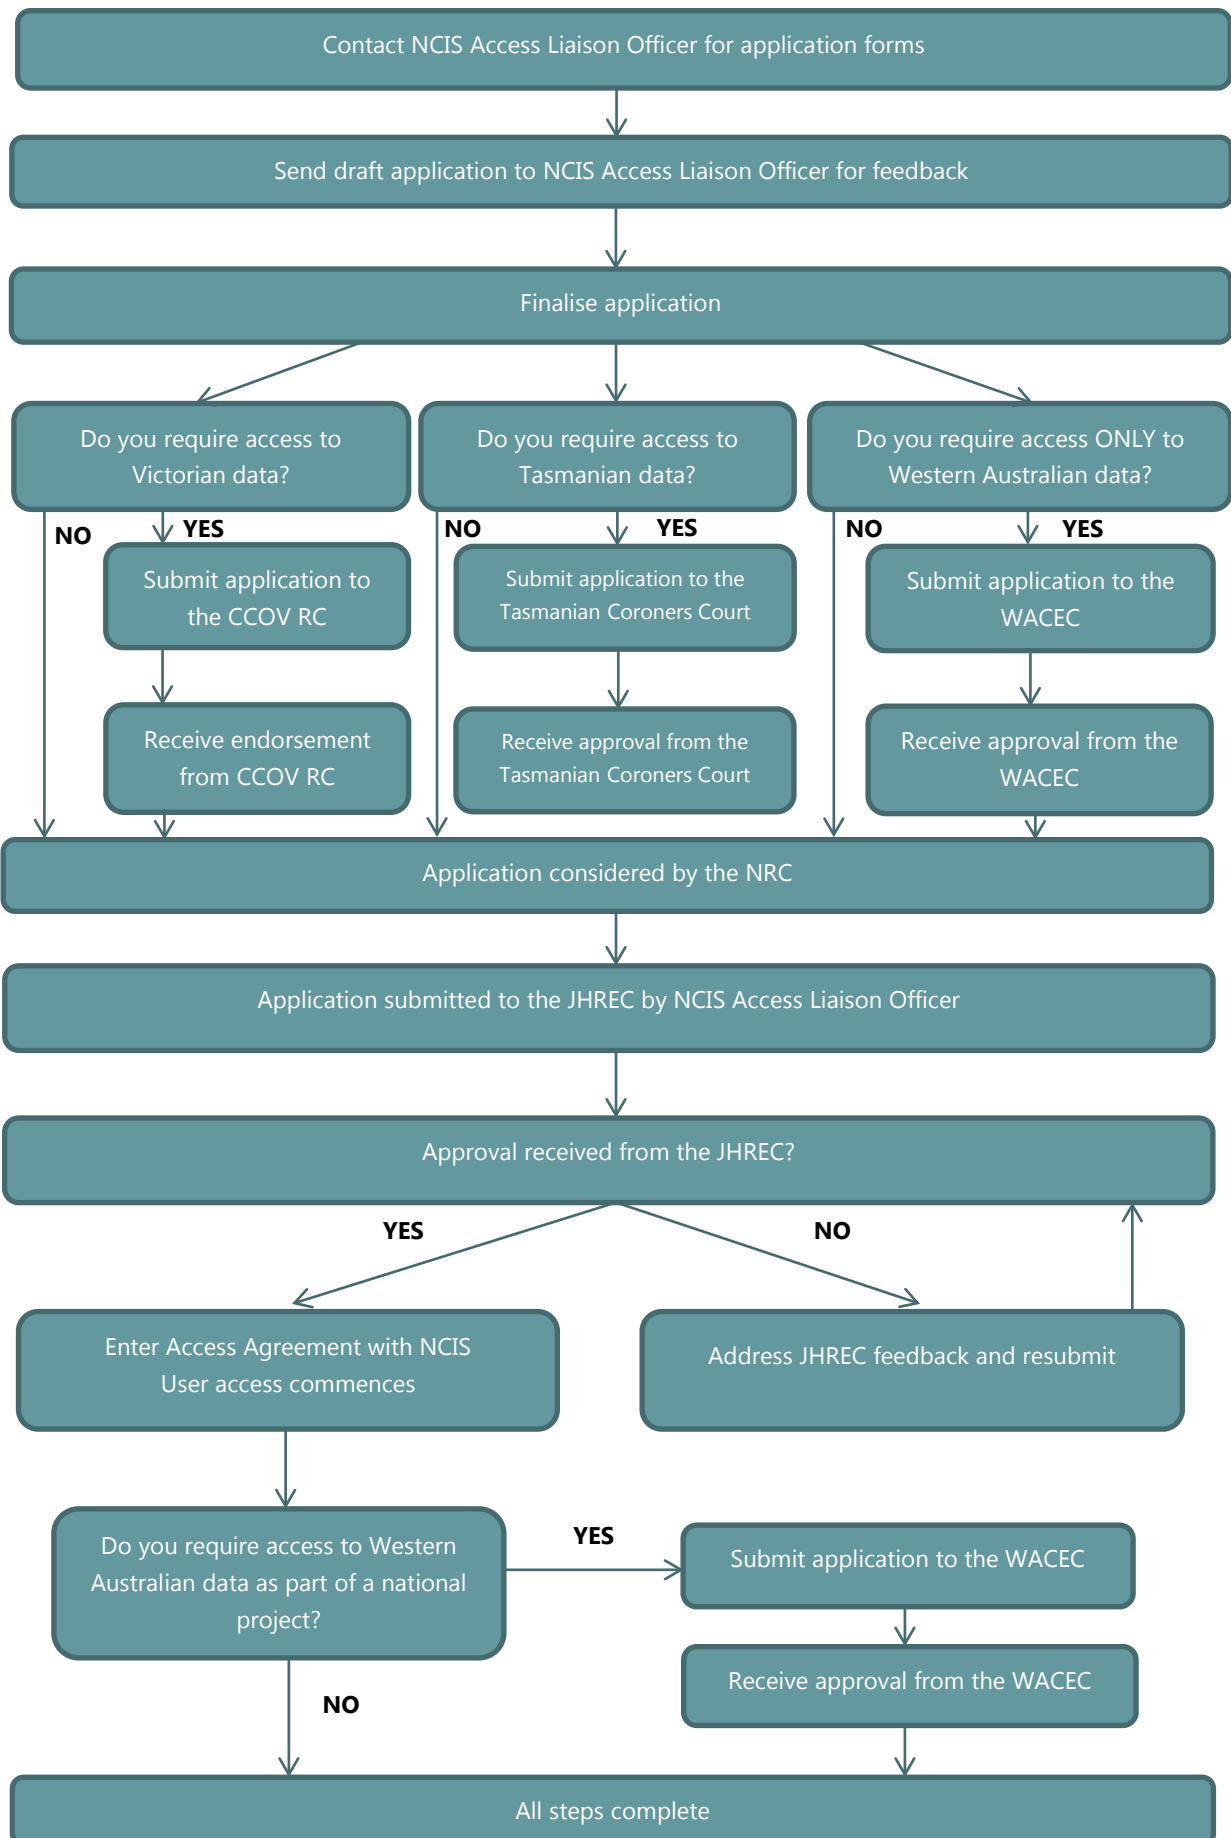 Contact NCIS Access Liaison Officer for application forms
Send draft application to NCIS Access Liaison Officer for feedback
Finalise application
Do you require access to
Victorian data?
Do you require access to
Tasmanian data?
Do you require access ONLY to
Western Australian data?
NO
YES
NO
YES
NO
YES
Submit application to
the CCOV RC
Submit application to the
Tasmanian Coroners Court
Submit application to the
WACEC
Receive endorsement
from CCOV RC
Receive approval from the
Tasmanian Coroners Court
Receive approval from the
WACEC
Application considered by the NRC
Application submitted to the JHREC by NCIS Access Liaison Officer
Approval received from the JHREC?
YES
NO
Enter Access Agreement with NCIS
User access commences
Address JHREC feedback and resubmit
Do you require access to Western
Australian data as part of a national
project?
YES
Submit application to the WACEC
Receive approval from the WACEC
NO
All steps complete